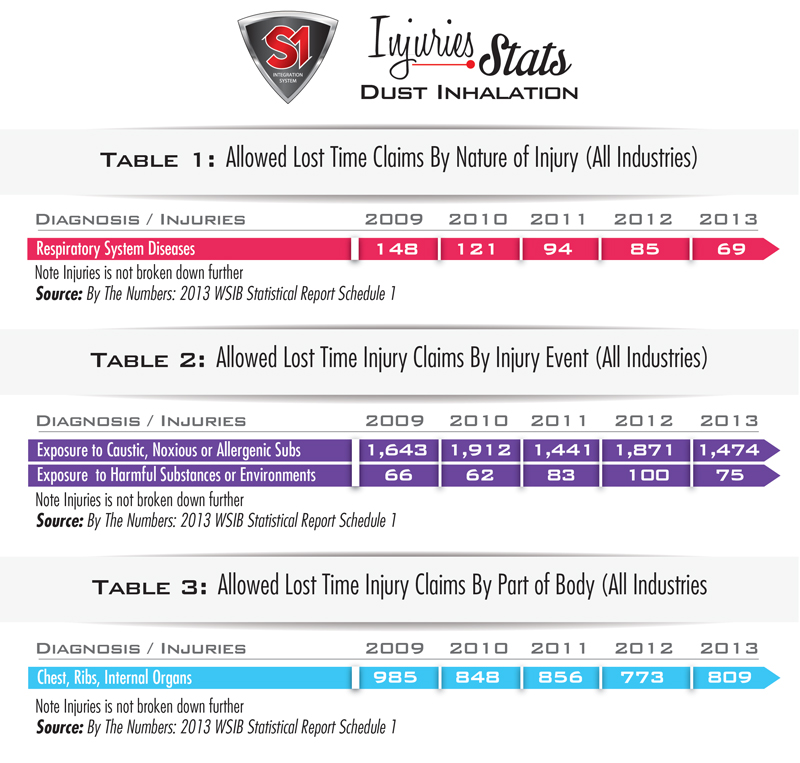 S1
INTEGRATION
SYSTEM
Injuries
Stats
DUST INHALATION
TABLE 1: Allowed Lost Time Claims By Nature of Injury (All Industries)
DIAGNOSIS / INJURIES 2009 2010 2011 2012 2013
Respiratory System Diseases 148 121 94 85 69
Note Injuries is not broken down further
Source: By The Numbers: 2013 WSIB Statistical Report Schedule 1
TABLE 2: Allowed Lost Time Injury Claims By Injury Event (All Industries)
DIAGNOSIS / INJURIES 2009 2010 2011 2012 2013
Exposure to Caustic, Noxious or Allergenic Subs 1,643 1,912 1,441 1,871 1,474
Exposure to Harmful Substances or Environments 66 62 83 100 75
Note Injuries is not broken down further
Source: By The Numbers: 2013 WSIB Statistical Report Schedule 1
TABLE 3: Allowed Lost Time Injury Claims By Part of Body (All Industries
DIAGNOSIS / INJURIES 2009 2010 2011 2012 2013
Chest, Ribs, Internal Organs 985 848 856 773 809
Note Injuries is not broken down further
Source: By The Numbers: 2013 WSIB Statistical Report Schedule 1